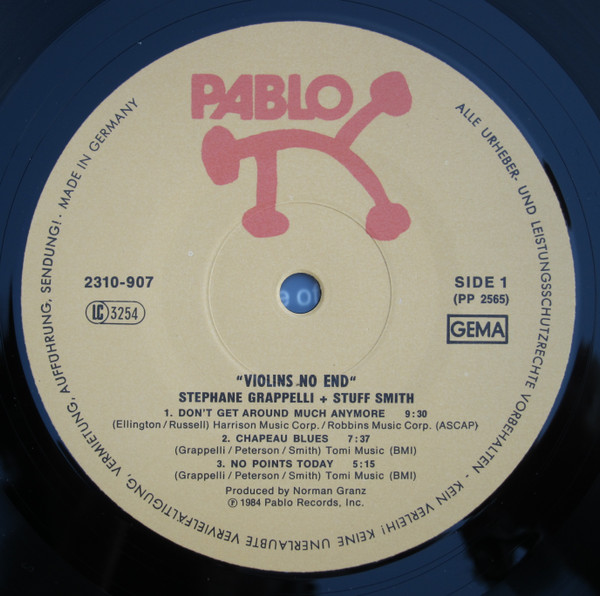 PABLO
MADE IN GERMANY
ALLE URHEBER- UND LEISTUNGSSCHUTZRECHTE VORBEHALTEN - KEIN VERLEIH! KEINE UNERLAUBTE VERVIELFÄLTIGUNG, VERMIETUNG, AUFFÜHRUNG, SENDUNG! ·
2310-907
SIDE 1
(PP 2565)
LC 3254
GEMA
"VIOLINS NO END"
STEPHANE GRAPPELLI + STUFF SMITH
1. DON'T GET AROUND MUCH ANYMORE 9:30
(Ellington / Russell) Harrison Music Corp. / Robbins Music Corp. (ASCAP)
2. CHAPEAU BLUES 7:37
(Grappelli / Peterson / Smith) Tomi Music (BMI)
3. NO POINTS TODAY 5:15
(Grappelli / Peterson / Smith) Tomi Music (BMI)
Produced by Norman Granz
℗ 1984 Pablo Records, Inc.